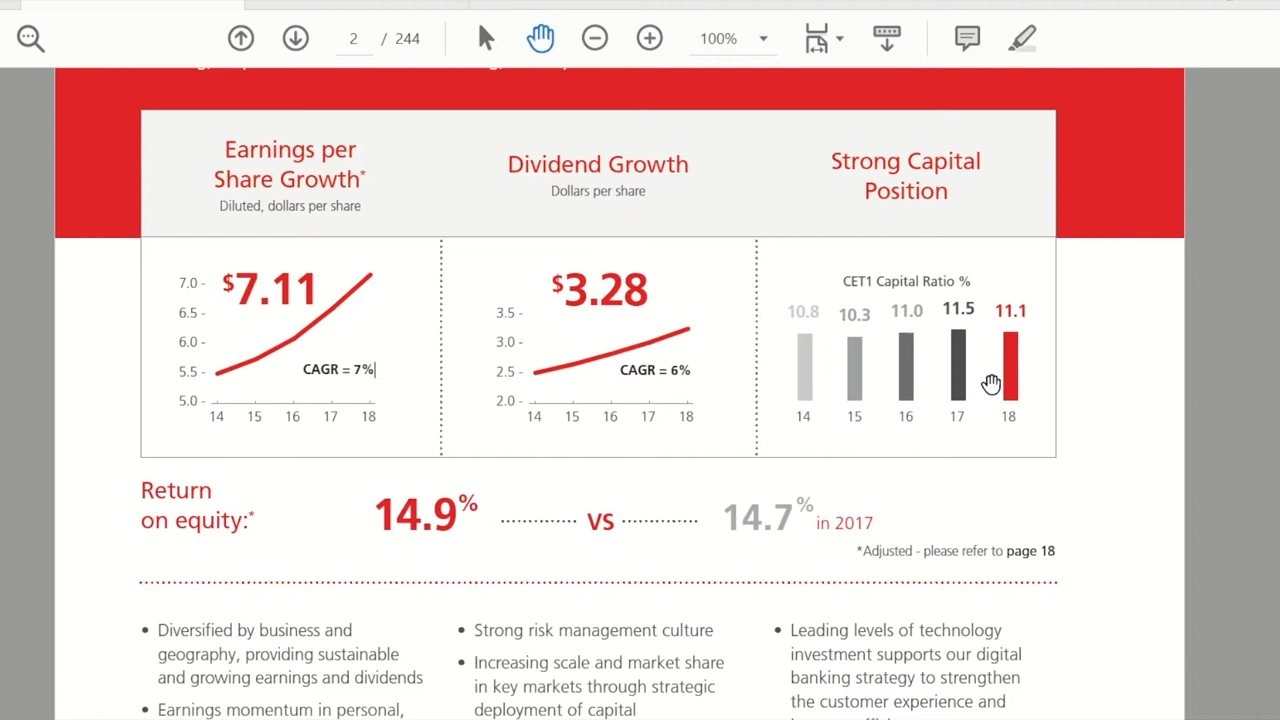 2 / 244
100%
Earnings per
Share Growth*
Diluted, dollars per share
Dividend Growth
Dollars per share
Strong Capital
Position
$7.11
7.0 -
6.5 -
6.0 -
5.5 -
5.0 -
CAGR = 7%
14 15 16 17 18
$3.28
3.5 -
3.0 -
2.5 -
2.0 -
CAGR = 6%
14 15 16 17 18
CET1 Capital Ratio %
10.8 10.3 11.0 11.5 11.1
14 15 16 17 18
Return
on equity:*
14.9% VS 14.7% in 2017
*Adjusted - please refer to page 18
• Diversified by business and
geography, providing sustainable
and growing earnings and dividends
• Earnings momentum in personal,
• Strong risk management culture
• Increasing scale and market share
in key markets through strategic
deployment of capital
• Leading levels of technology
investment supports our digital
banking strategy to strengthen
the customer experience and